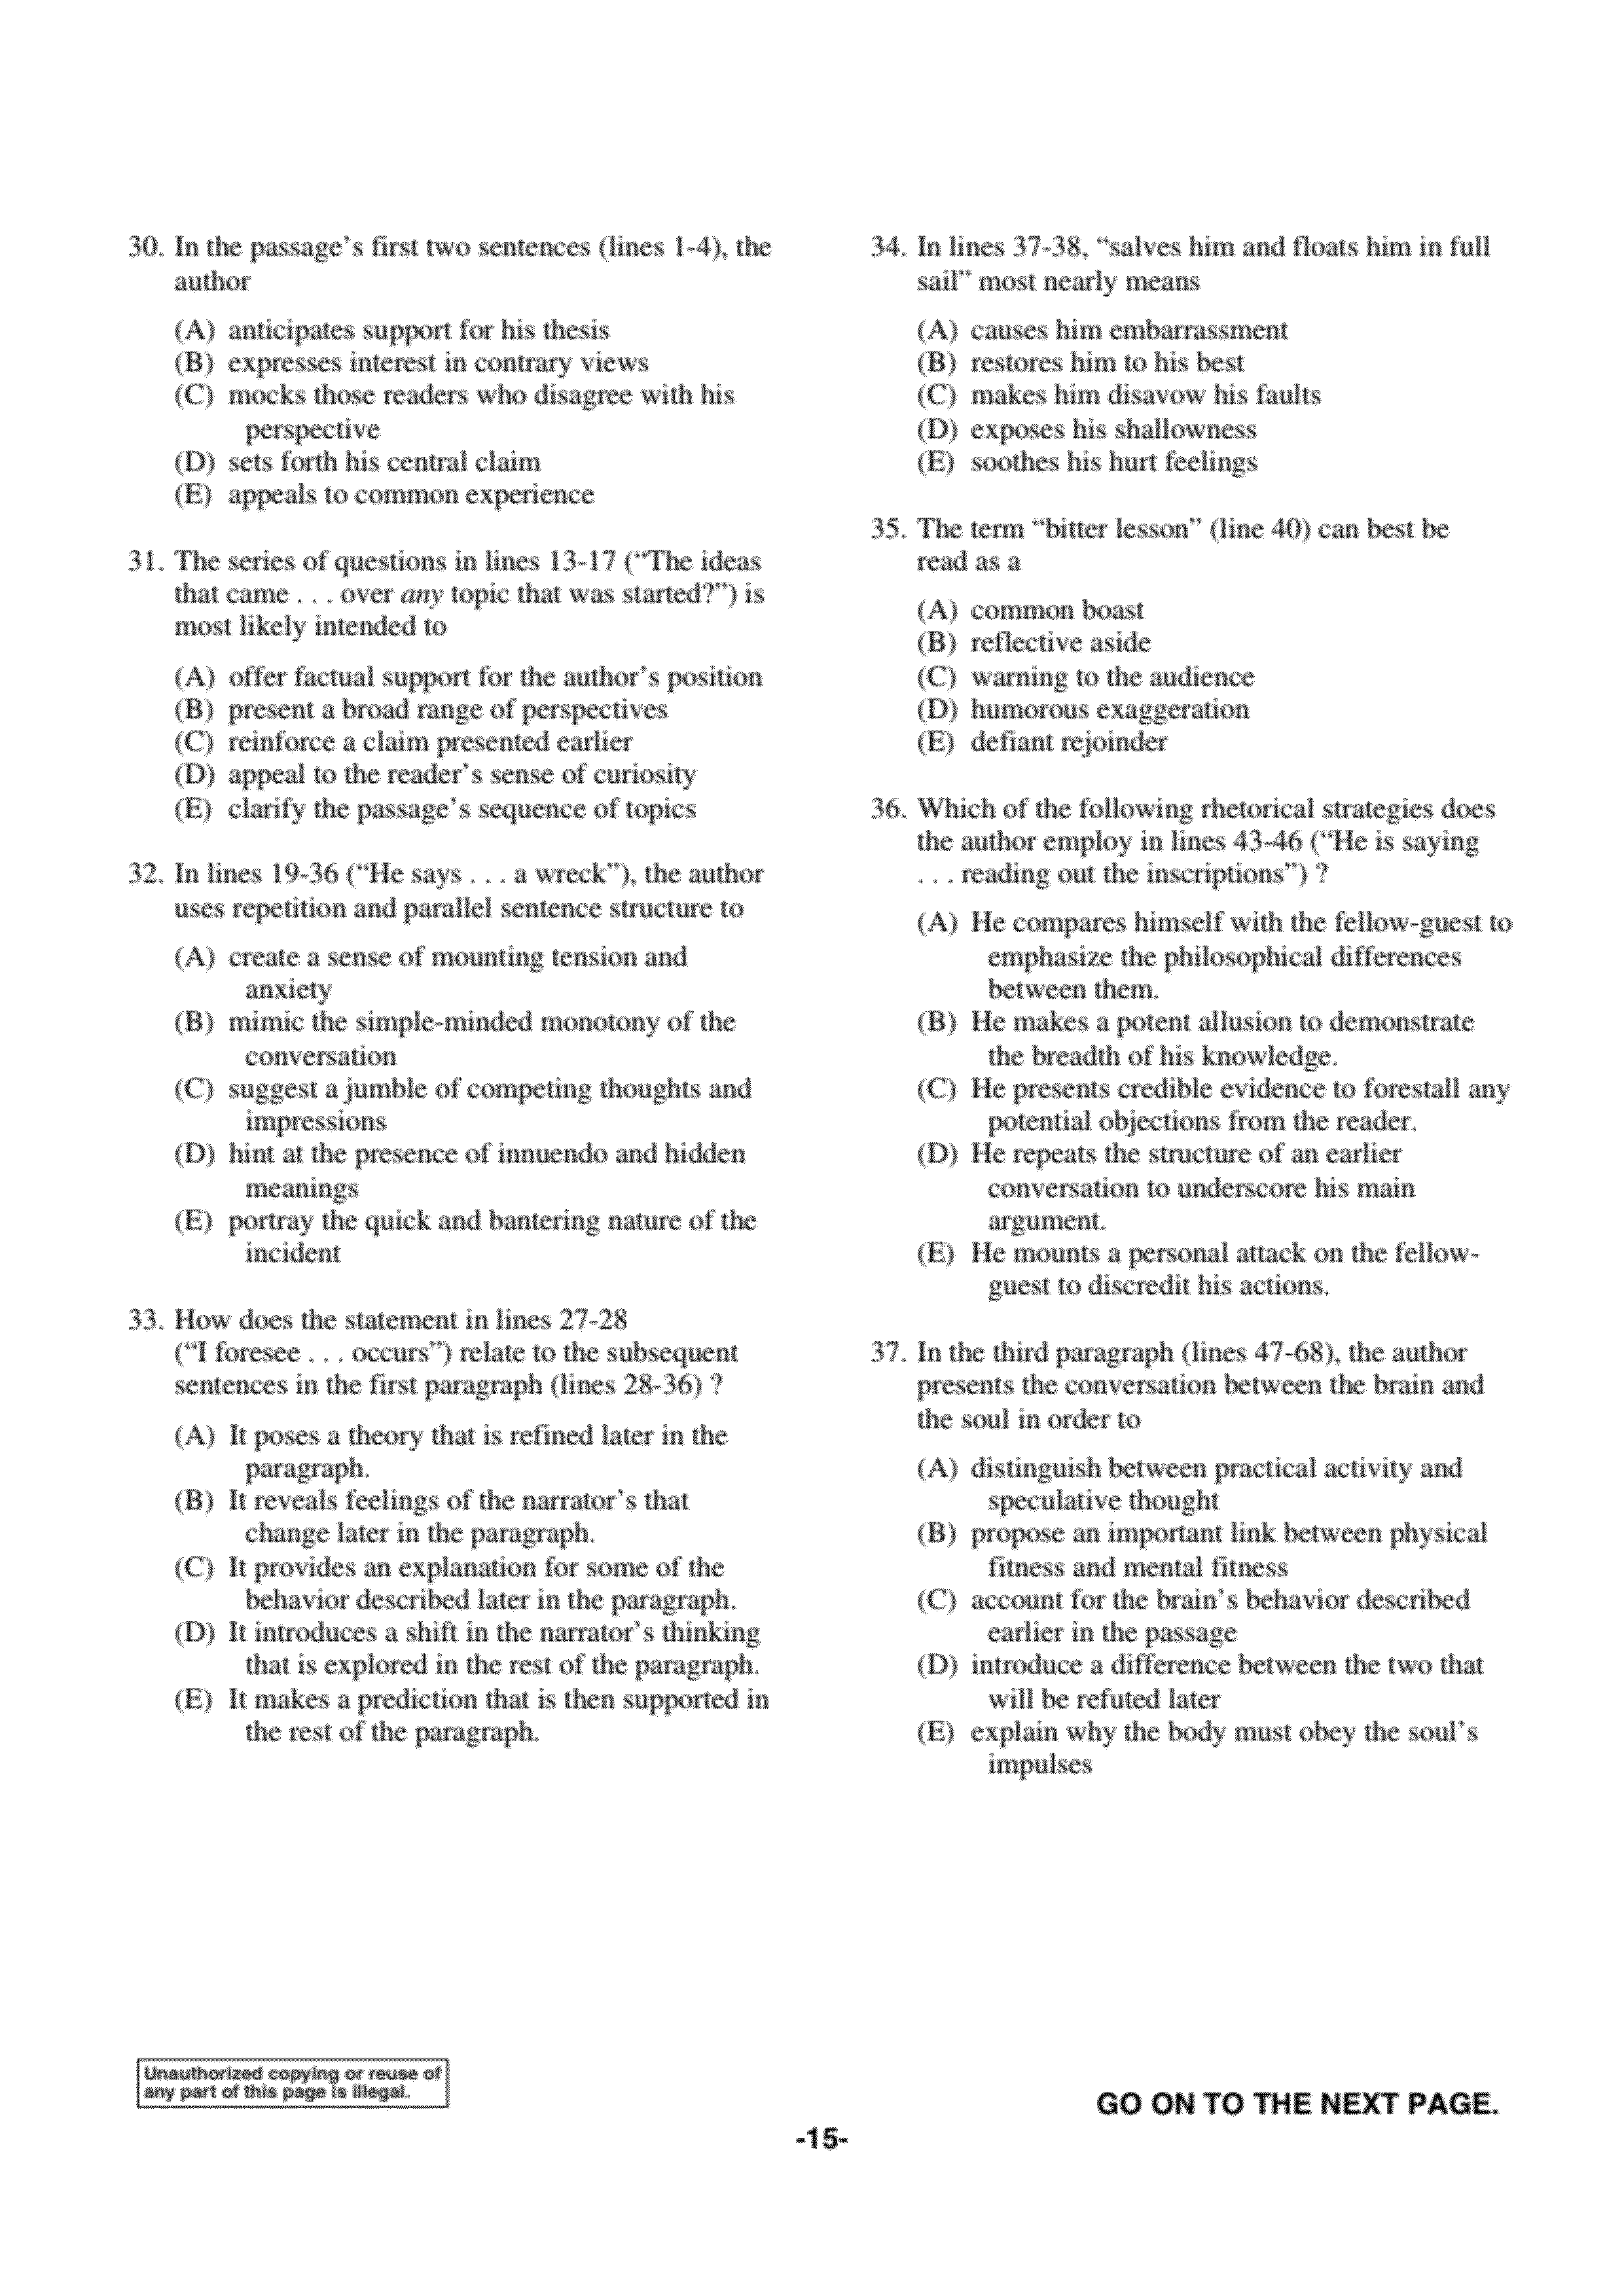 30. In the passage's first two sentences (lines 1-4), the
author
(A) anticipates support for his thesis
(B) expresses interest in contrary views
(C) mocks those readers who disagree with his
perspective
(D) sets forth his central claim
(E) appeals to common experience
31. The series of questions in lines 13-17 (“The ideas
that came . . . over any topic that was started?”) is
most likely intended to
(A) offer factual support for the author's position
(B) present a broad range of perspectives
(C) reinforce a claim presented earlier
(D) appeal to the reader's sense of curiosity
(E) clarify the passage's sequence of topics
32. In lines 19-36 (“He says . . . a wreck”), the author
uses repetition and parallel sentence structure to
(A) create a sense of mounting tension and
anxiety
(B) mimic the simple-minded monotony of the
conversation
(C) suggest a jumble of competing thoughts and
impressions
(D) hint at the presence of innuendo and hidden
meanings
(E) portray the quick and bantering nature of the
incident
33. How does the statement in lines 27-28
(“I foresee . . . occurs”) relate to the subsequent
sentences in the first paragraph (lines 28-36) ?
(A) It poses a theory that is refined later in the
paragraph.
(B) It reveals feelings of the narrator's that
change later in the paragraph.
(C) It provides an explanation for some of the
behavior described later in the paragraph.
(D) It introduces a shift in the narrator's thinking
that is explored in the rest of the paragraph.
(E) It makes a prediction that is then supported in
the rest of the paragraph.
34. In lines 37-38, “salves him and floats him in full
sail” most nearly means
(A) causes him embarrassment
(B) restores him to his best
(C) makes him disavow his faults
(D) exposes his shallowness
(E) soothes his hurt feelings
35. The term “bitter lesson” (line 40) can best be
read as a
(A) common boast
(B) reflective aside
(C) warning to the audience
(D) humorous exaggeration
(E) defiant rejoinder
36. Which of the following rhetorical strategies does
the author employ in lines 43-46 (“He is saying
. . . reading out the inscriptions”) ?
(A) He compares himself with the fellow-guest to
emphasize the philosophical differences
between them.
(B) He makes a potent allusion to demonstrate
the breadth of his knowledge.
(C) He presents credible evidence to forestall any
potential objections from the reader.
(D) He repeats the structure of an earlier
conversation to underscore his main
argument.
(E) He mounts a personal attack on the fellow-
guest to discredit his actions.
37. In the third paragraph (lines 47-68), the author
presents the conversation between the brain and
the soul in order to
(A) distinguish between practical activity and
speculative thought
(B) propose an important link between physical
fitness and mental fitness
(C) account for the brain's behavior described
earlier in the passage
(D) introduce a difference between the two that
will be refuted later
(E) explain why the body must obey the soul's
impulses
Unauthorized copying or reuse of
any part of this page is illegal.
GO ON TO THE NEXT PAGE.
-15-